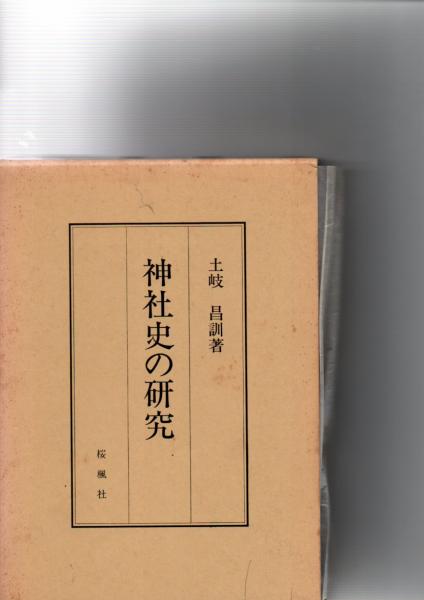 土岐 昌訓著
神社史の研究
桜楓社